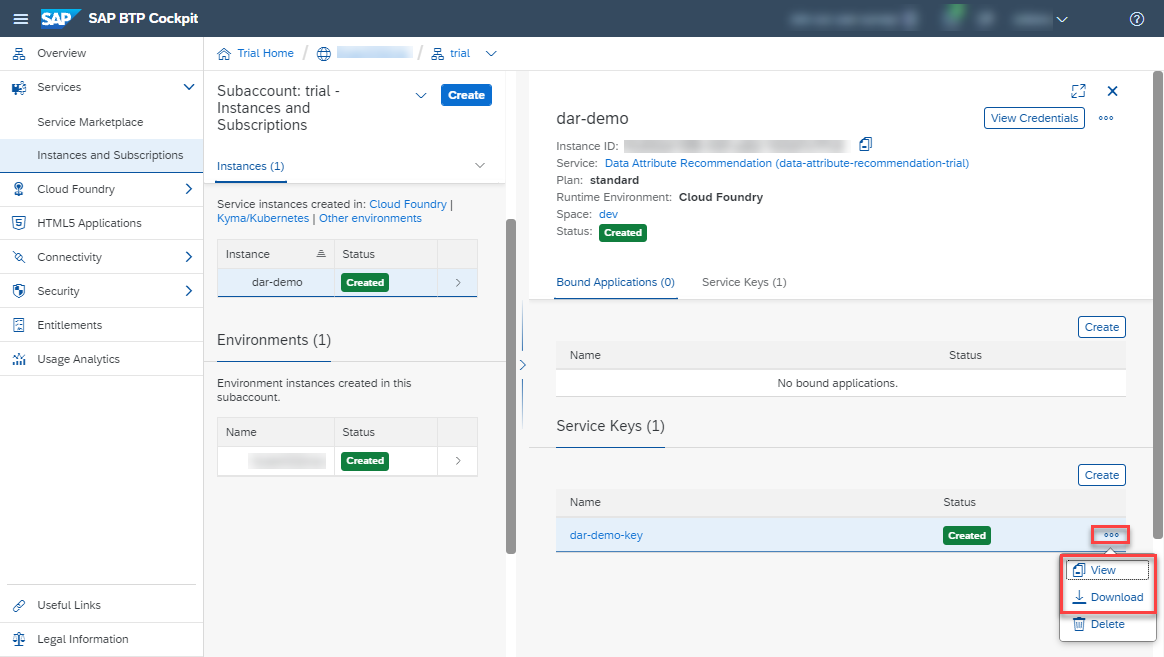 SAP SAP BTP Cockpit
Overview
Services
Service Marketplace
Instances and Subscriptions
Cloud Foundry
HTML5 Applications
Connectivity
Security
Entitlements
Usage Analytics
Useful Links
Legal Information
Trial Home / / trial
Subaccount: trial -
Instances and
Subscriptions
Create
Instances (1)
Service instances created in: Cloud Foundry |
Kyma/Kubernetes | Other environments
Instance Status
dar-demo Created
Environments (1)
Environment instances created in this
subaccount.
Name Status
Created
dar-demo
View Credentials
Instance ID:
Service: Data Attribute Recommendation (data-attribute-recommendation-trial)
Plan: standard
Runtime Environment: Cloud Foundry
Space: dev
Status: Created
Bound Applications (0) Service Keys (1)
Create
Name Status
No bound applications.
Service Keys (1)
Create
Name Status
dar-demo-key Created
View
Download
Delete